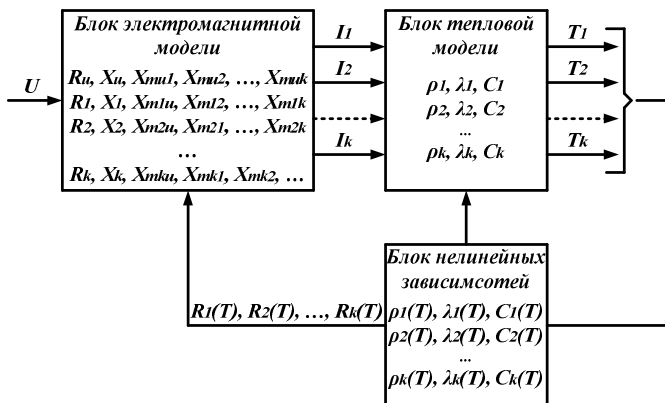 U
Блок электромагнитной
модели
Ru, Xu, Xmu1, Xmu2, …, Xmuk
R1, X1, Xm1u, Xm12, …, Xm1k
R2, X2, Xm2u, Xm21, …, Xm2k
…
Rk, Xk, Xmku, Xmk1, Xmk2, …
I1
I2
Ik
Блок тепловой
модели
ρ1, λ1, C1
ρ2, λ2, C2
...
ρk, λk, Ck
T1
T2
Tk
R1(T), R2(T), …, Rk(T)
Блок нелинейных
зависимсотей
ρ1(T), λ1(T), C1(T)
ρ2(T), λ2(T), C2(T)
...
ρk(T), λk(T), Ck(T)